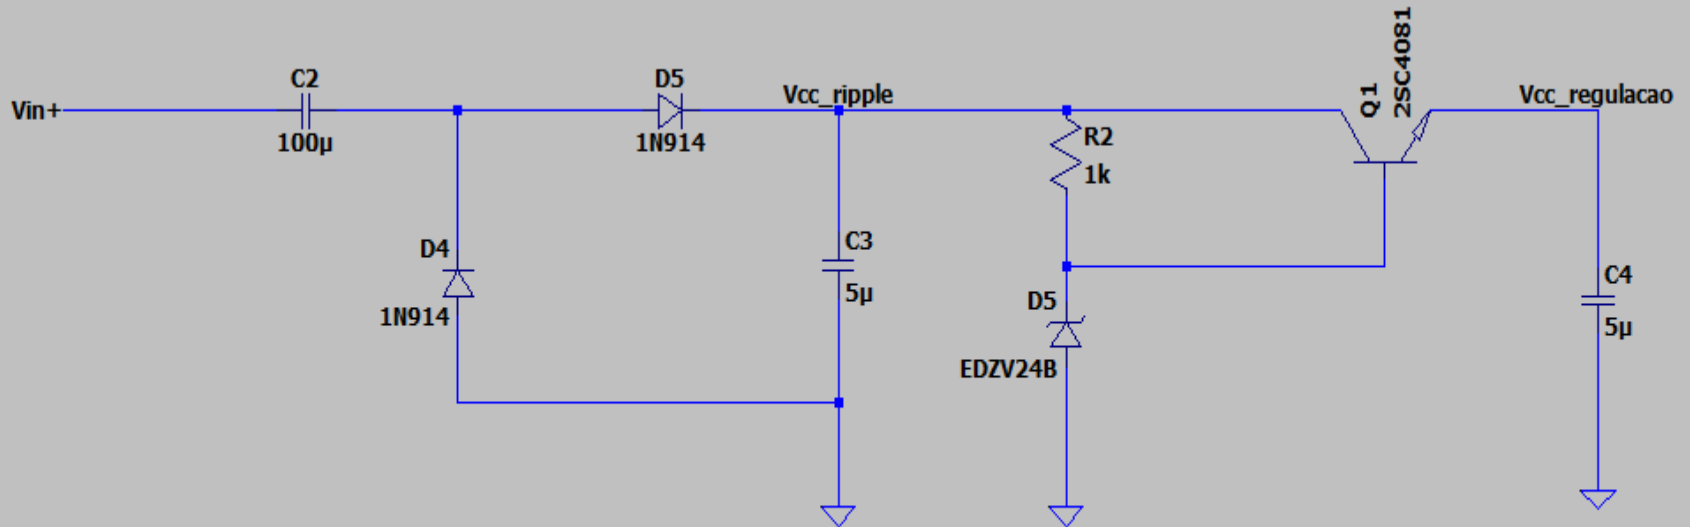 Vin+
C2
100µ
D5
1N914
Vcc_ripple
D4
1N914
C3
5µ
R2
1k
D5
EDZV24B
Q1
2SC4081
Vcc_regulacao
C4
5µ